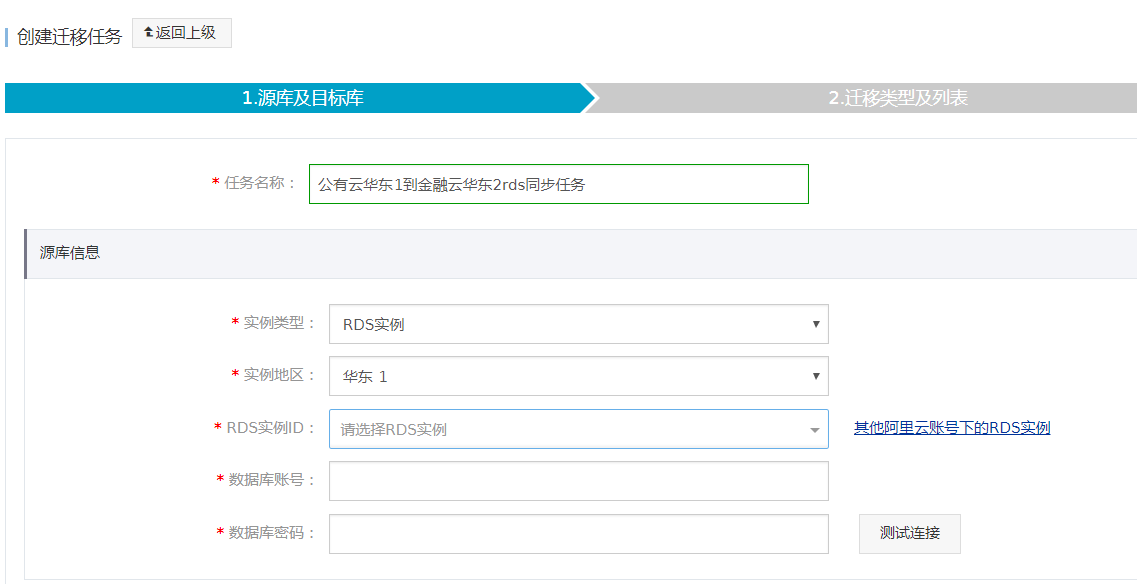 创建迁移任务 返回上级
1.源库及目标库 2.迁移类型及列表
* 任务名称： 公有云华东1到金融云华东2rds同步任务
源库信息
* 实例类型： RDS实例
* 实例地区： 华东 1
* RDS实例ID： 请选择RDS实例 其他阿里云账号下的RDS实例
* 数据库账号：
* 数据库密码： 测试连接